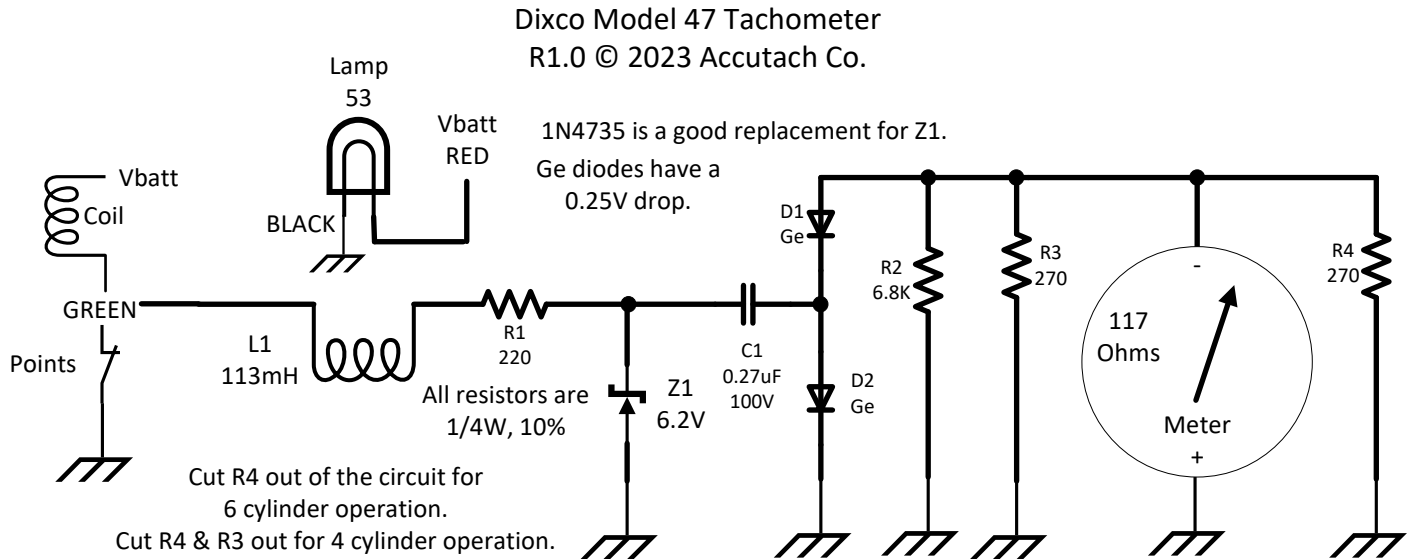 Dixco Model 47 Tachometer
R1.0 © 2023 Accutach Co.
Lamp
53
Vbatt
RED
1N4735 is a good replacement for Z1.
Ge diodes have a
0.25V drop.
Vbatt
Coil
BLACK
D1
Ge
R2
6.8K
R3
270
-
R4
270
GREEN
Points
L1
113mH
R1
220
All resistors are
1/4W, 10%
Z1
6.2V
C1
0.27uF
100V
D2
Ge
117
Ohms
Meter
+
Cut R4 out of the circuit for
6 cylinder operation.
Cut R4 & R3 out for 4 cylinder operation.